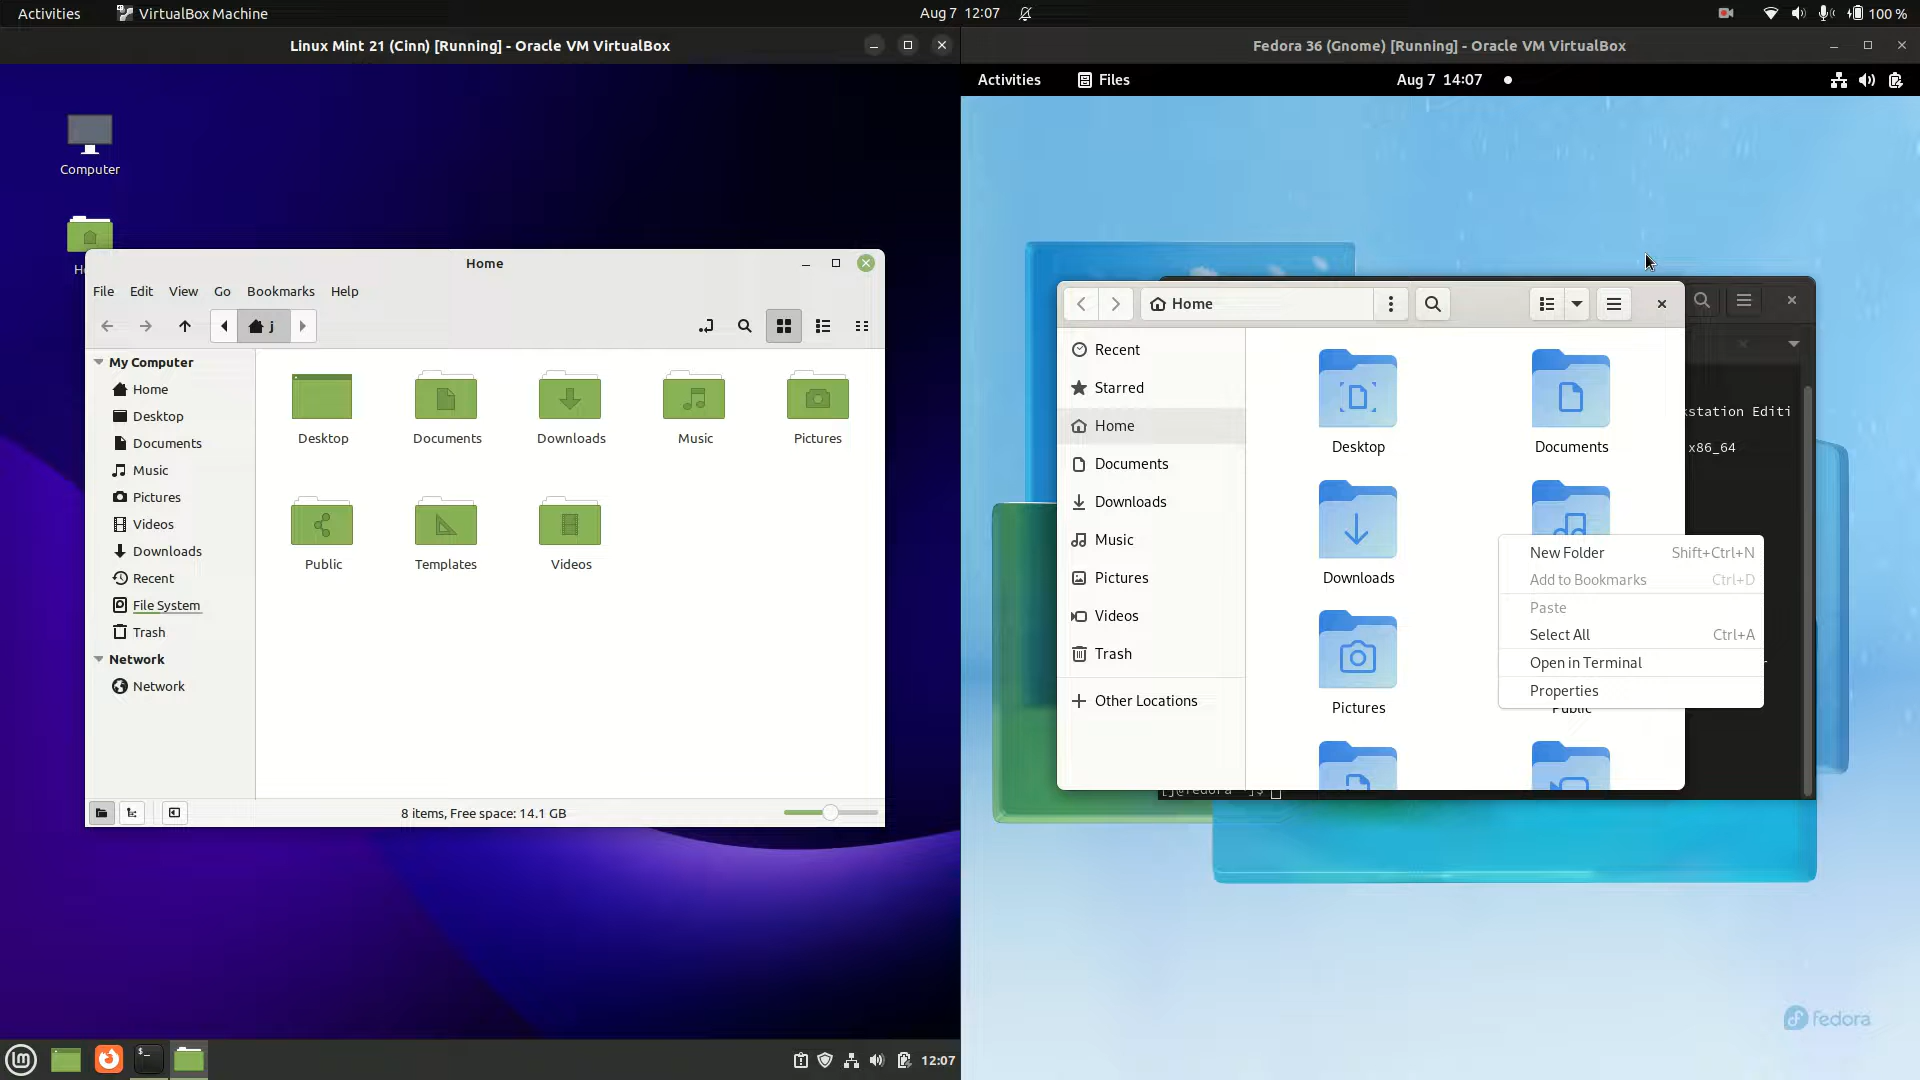 Activities
VirtualBox Machine
Aug 7 12:07
100 %
Linux Mint 21 (Cinn) [Running] - Oracle VM VirtualBox
Computer
Home
File Edit View Go Bookmarks Help
j
My Computer
Home
Desktop
Documents
Music
Pictures
Videos
Downloads
Recent
File System
Trash
Network
Network
Desktop
Documents
Downloads
Music
Pictures
Public
Templates
Videos
8 items, Free space: 14.1 GB
12:07
Fedora 36 (Gnome) [Running] - Oracle VM VirtualBox
Activities
Files
Aug 7 14:07
Home
Recent
Starred
Home
Documents
Downloads
Music
Pictures
Videos
Trash
Other Locations
Desktop
Documents
Downloads
Pictures
Public
New Folder Shift+Ctrl+N
Add to Bookmarks Ctrl+D
Paste
Select All Ctrl+A
Open in Terminal
Properties
Editi
x86_64
fedora